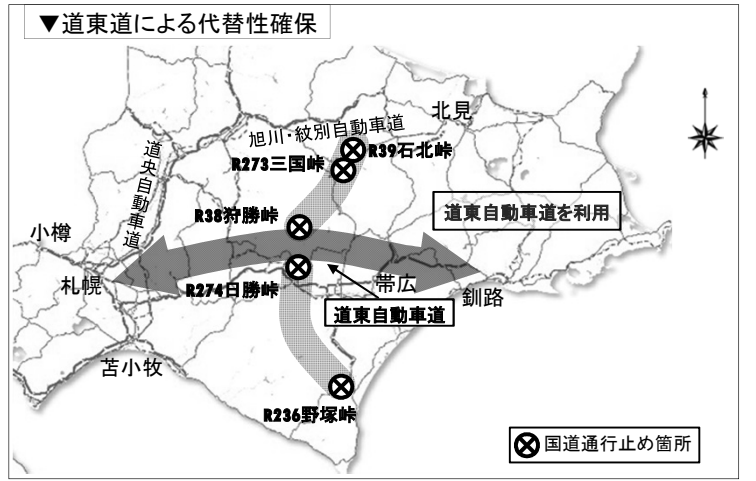 ▼道東道による代替性確保
北見
旭川・紋別自動車道
R39石北峠
R273三国峠
道央自動車道
R38狩勝峠
道東自動車道を利用
小樽
札幌
R274日勝峠
帯広
釧路
道東自動車道
苫小牧
R236野塚峠
国道通行止め箇所